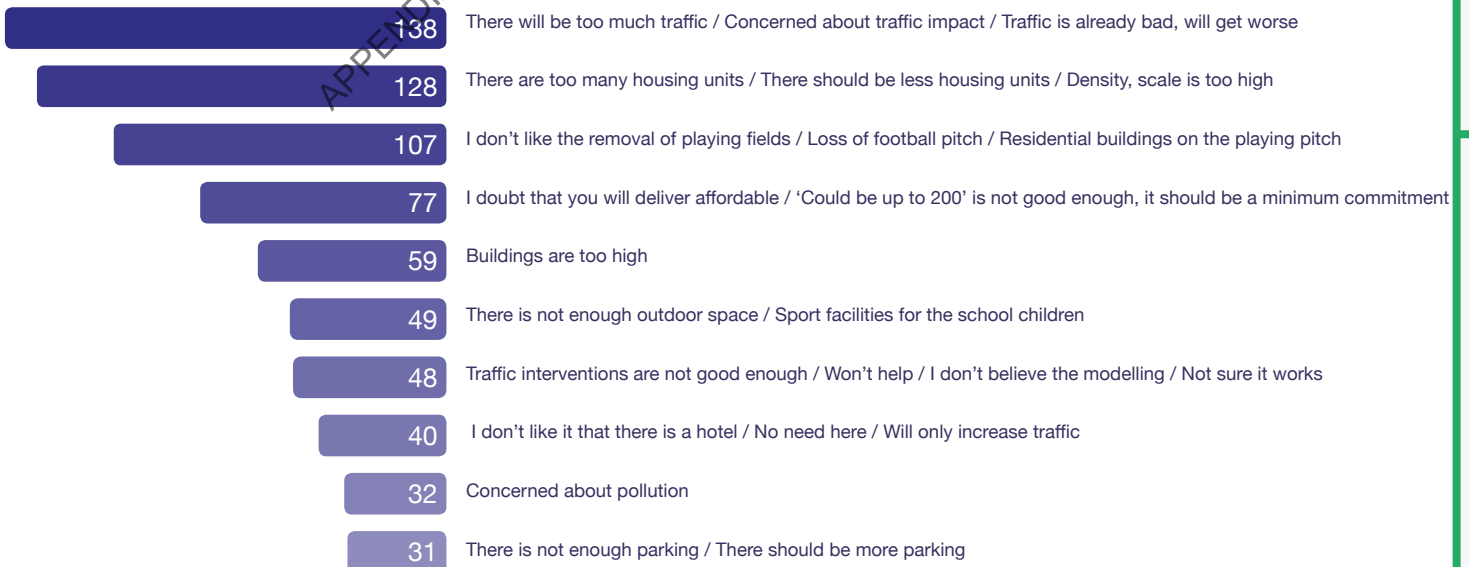 138 There will be too much traffic / Concerned about traffic impact / Traffic is already bad, will get worse
128 There are too many housing units / There should be less housing units / Density, scale is too high
107 I don’t like the removal of playing fields / Loss of football pitch / Residential buildings on the playing pitch
77 I doubt that you will deliver affordable / ‘Could be up to 200’ is not good enough, it should be a minimum commitment
59 Buildings are too high
49 There is not enough outdoor space / Sport facilities for the school children
48 Traffic interventions are not good enough / Won’t help / I don’t believe the modelling / Not sure it works
40 I don’t like it that there is a hotel / No need here / Will only increase traffic
32 Concerned about pollution
31 There is not enough parking / There should be more parking